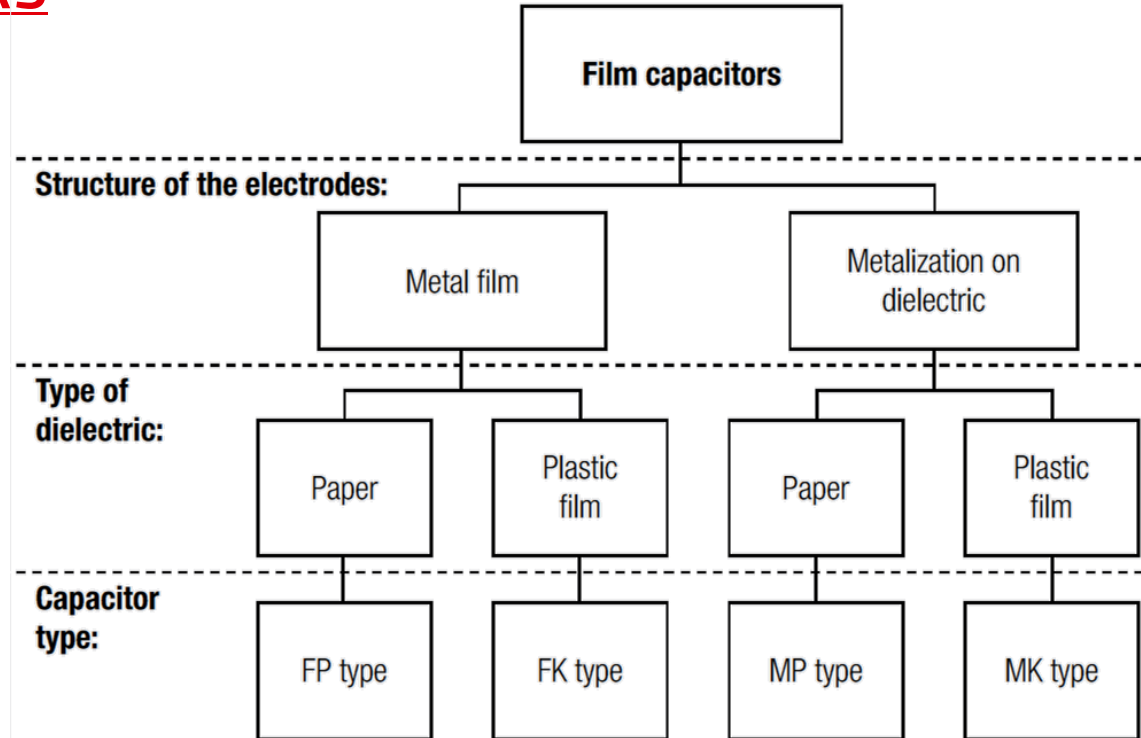 Film capacitors
Structure of the electrodes:
Metal film
Metalization on
dielectric
Type of
dielectric:
Paper
Plastic
film
Paper
Plastic
film
Capacitor
type:
FP type
FK type
MP type
MK type